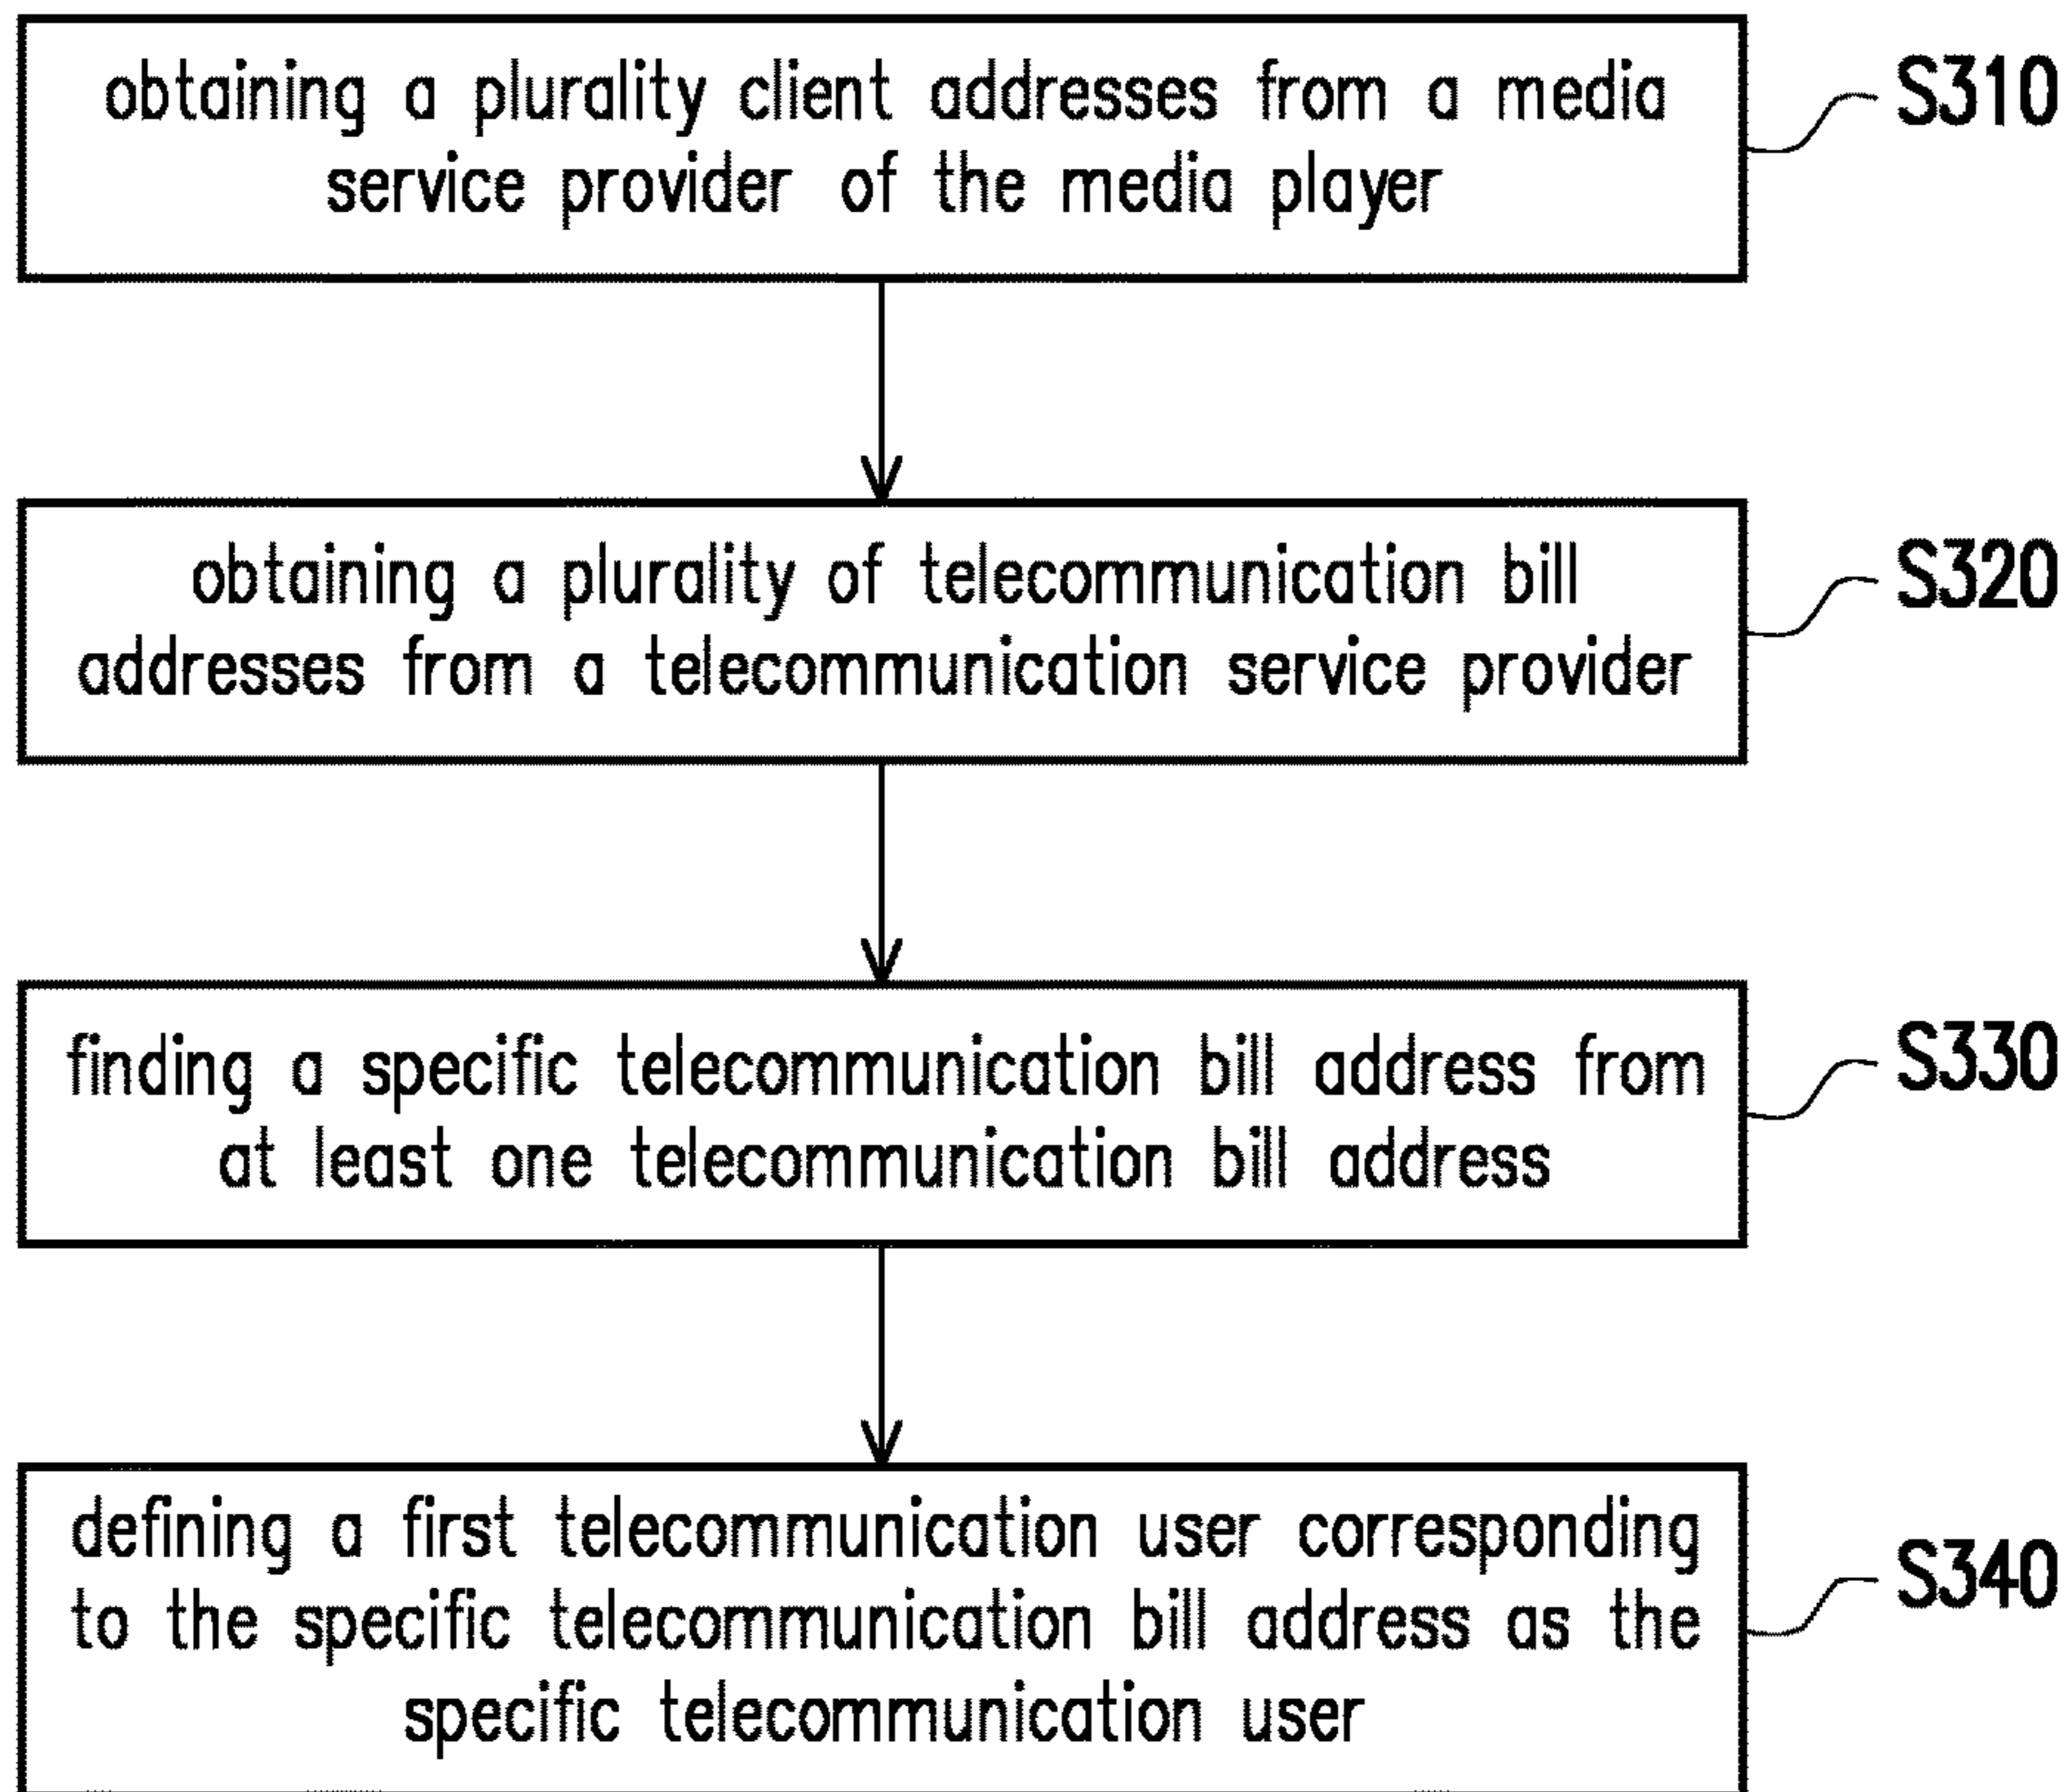 obtaining a plurality client addresses from a media
service provider of the media player
S310
obtaining a plurality of telecommunication bill
addresses from a telecommunication service provider
S320
finding a specific telecommunication bill address from
at least one telecommunication bill address
S330
defining a first telecommunication user corresponding
to the specific telecommunication bill address as the
specific telecommunication user
S340